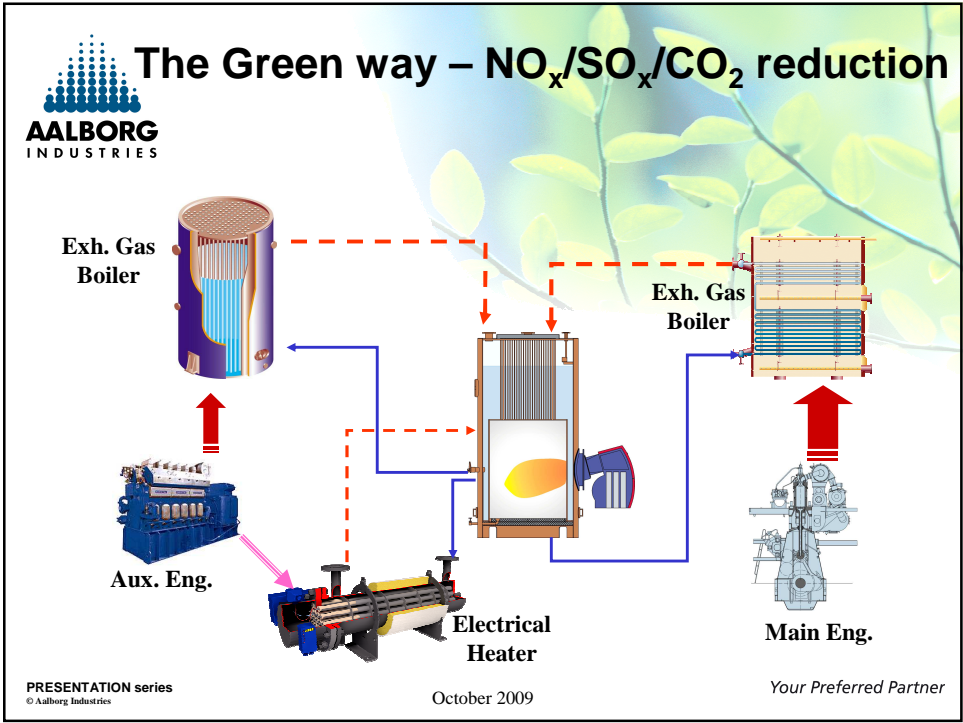 The Green way – NOx/SOx/CO2 reduction
AALBORG
INDUSTRIES
Exh. Gas
Boiler
Exh. Gas
Boiler
Aux. Eng.
Electrical
Heater
Main Eng.
PRESENTATION series
© Aalborg Industries
October 2009
Your Preferred Partner